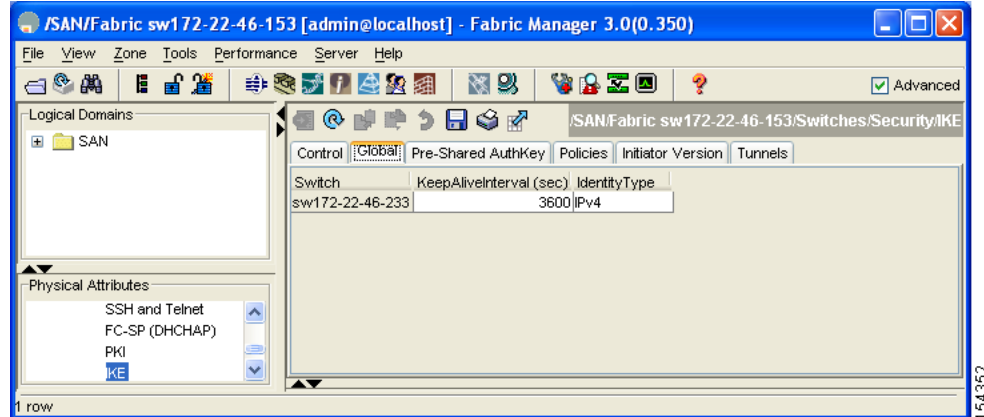 /SAN/Fabric sw172-22-46-153 [admin@localhost] - Fabric Manager 3.0(0.350)
File View Zone Tools Performance Server Help
Advanced
Logical Domains
SAN
/SAN/Fabric sw172-22-46-153/Switches/Security/IKE
Control Global Pre-Shared AuthKey Policies Initiator Version Tunnels
Switch KeepAliveInterval (sec) IdentityType
sw172-22-46-233 3600 IPv4
Physical Attributes
SSH and Telnet
FC-SP (DHCHAP)
PKI
IKE
1 row
154352